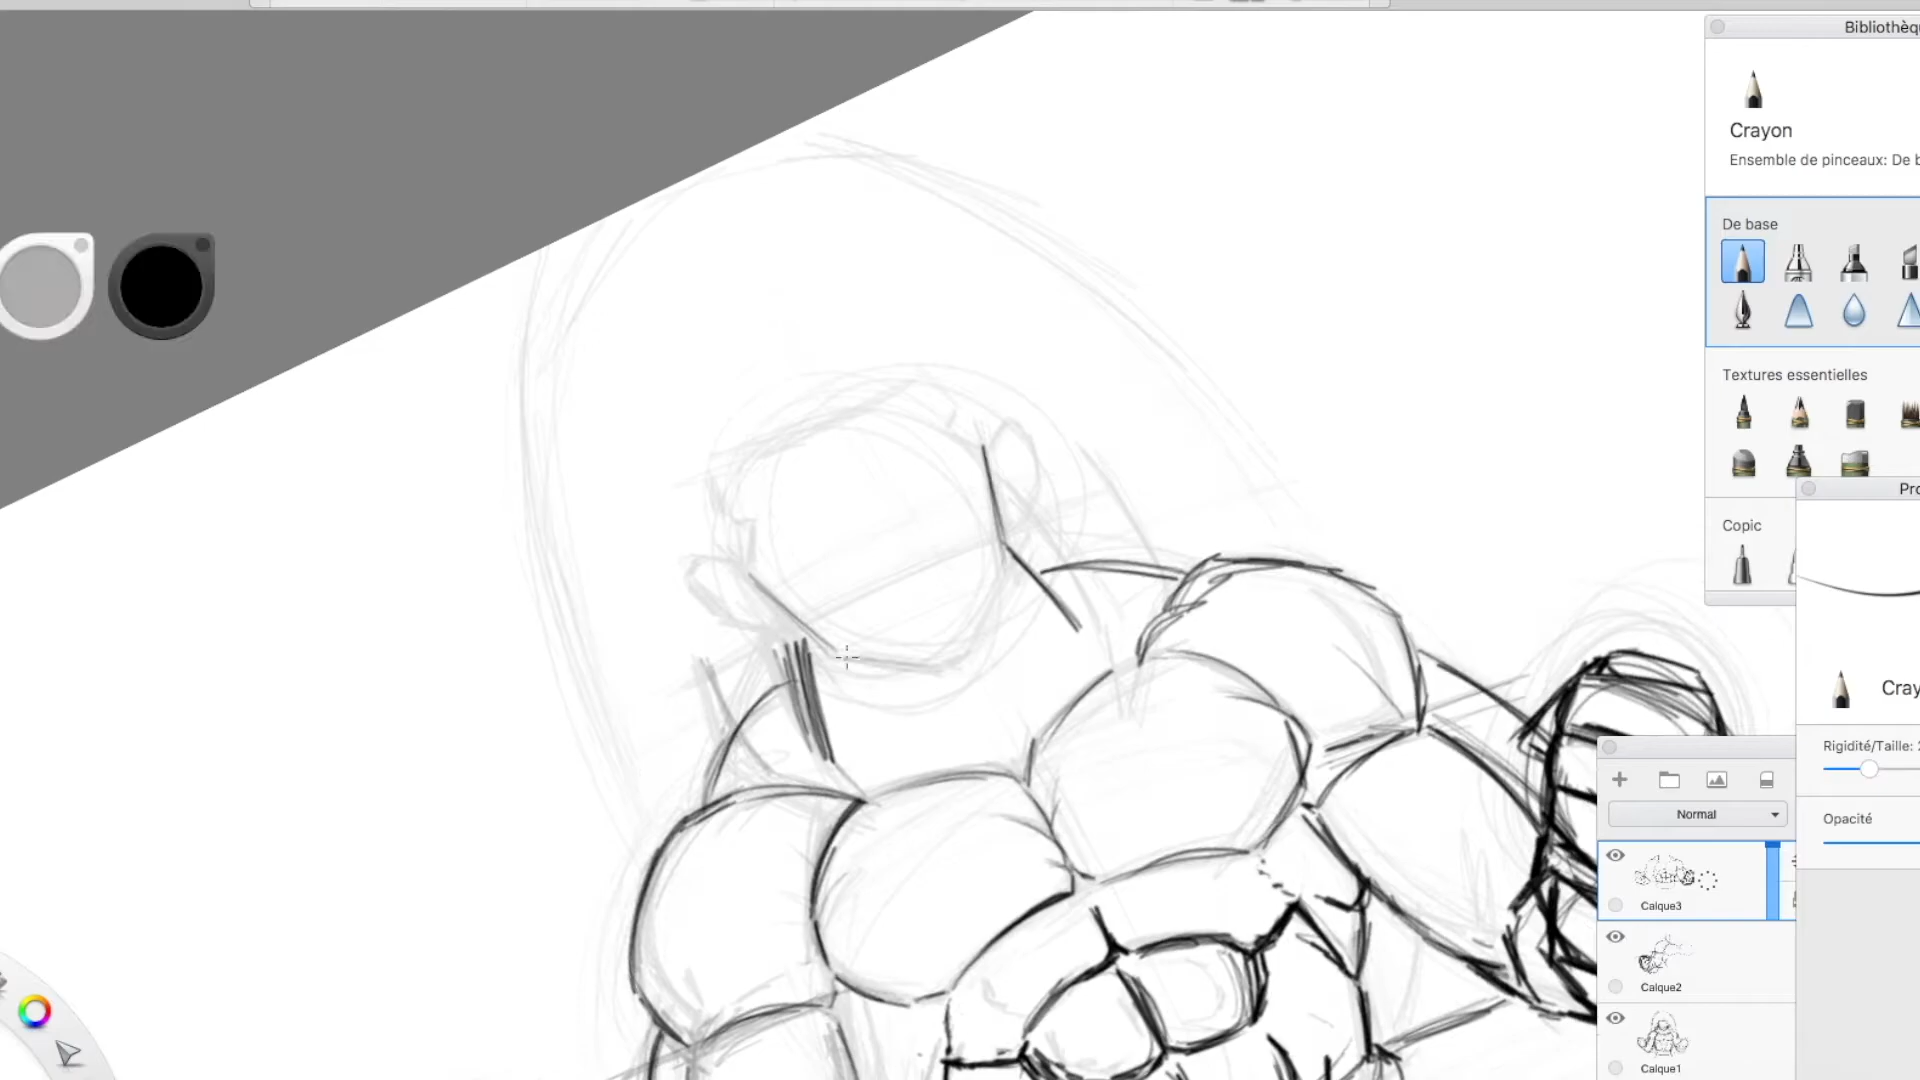 Bibliothèq
Crayon
Ensemble de pinceaux: De b
De base
Textures essentielles
Pro
Copic
Cray
Rigidité/Taille: 2
Normal
Opacité
Calque3
Calque2
Calque1